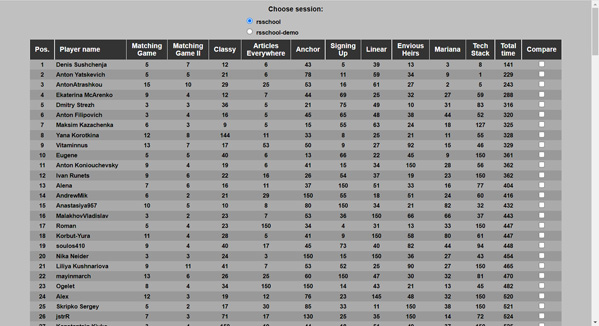 Choose session:
rsschool
rsschool-demo
Pos. Player name Matching Game Matching Game II Classy Articles Everywhere Anchor Signing Up Linear Envious Heirs Mariana Tech Stack Total time Compare
1 Denis Sushchenja 5 7 12 6 43 5 39 13 3 8 141
2 Anton Yatskevich 5 5 21 6 78 11 59 34 9 1 229
3 AntonAtrashkou 15 10 29 25 53 16 61 27 2 5 243
4 Ekaterina McArenko 9 4 12 7 44 69 25 32 27 59 288
5 Dmitry Strezh 3 3 36 5 21 75 49 10 31 83 316
6 Anton Filipovich 3 4 16 5 45 65 48 38 44 52 320
7 Maksim Kazachenka 6 3 9 5 15 55 63 24 18 127 325
8 Yana Korotkina 12 8 144 11 33 8 25 21 11 55 328
9 Vitaminnus 13 7 17 53 50 9 27 92 15 46 329
10 Eugene 5 5 40 6 13 66 22 45 9 150 361
11 Anton Koniouchevsky 9 4 19 6 41 15 34 150 28 56 362
12 Ivan Runets 9 6 22 16 26 54 37 19 23 150 362
13 Alena 7 6 16 11 37 150 51 33 16 77 404
14 AndrewMik 6 2 21 29 150 55 18 51 24 60 416
15 Anastasiya957 10 5 10 8 80 150 34 21 82 32 432
16 MalakhovVladislav 3 2 23 7 53 36 150 66 66 37 443
17 Roman 5 4 23 150 34 4 31 13 33 150 447
18 Korbut-Yura 11 4 28 5 41 9 150 58 80 61 447
19 soulos410 9 4 40 17 45 73 40 82 44 94 448
20 Nika Neider 3 3 24 3 150 15 150 36 27 43 454
21 Liliya Kushnariova 9 11 41 7 53 52 25 90 27 150 465
22 mayinmarch 13 6 26 25 60 150 47 30 32 81 470
23 Ogelet 8 4 34 150 150 14 43 21 13 45 482
24 Alex 12 3 19 12 76 23 145 48 32 150 520
25 Skripko Sergey 5 2 17 30 85 33 11 150 38 150 521
26 jstrR 7 3 71 17 130 25 35 150 14 72 524